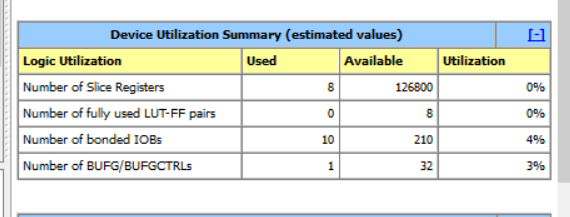 Device Utilization Summary (estimated values) [-]
Logic Utilization Used Available Utilization
Number of Slice Registers 8 126800 0%
Number of fully used LUT-FF pairs 0 8 0%
Number of bonded IOBs 10 210 4%
Number of BUFG/BUFGCTRLs 1 32 3%